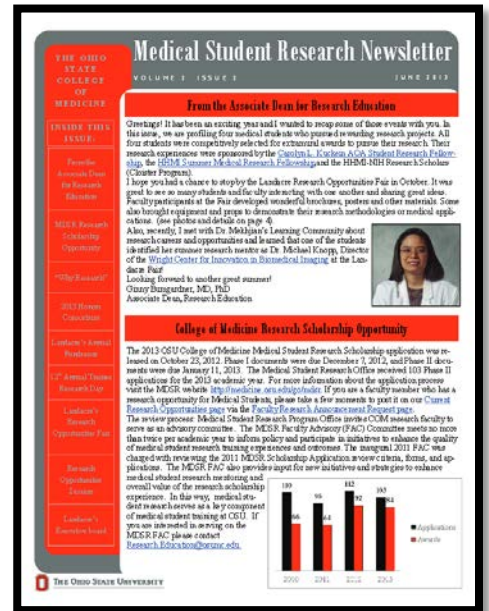 THE OHIO
STATE
COLLEGE
OF
MEDICINE
Medical Student Research Newsletter
VOLUME 2 ISSUE 2
JUNE 2013
INSIDE THIS
ISSUE:
From the
Associate Dean
for Research
Education
MDSR Research
Scholarship
Opportunity
"Why Research"
2013 Honors
Consortium
Landacre's Annual
Fundraiser
12th Annual Trainee
Research Day
Landacre's
Research
Opportunities Fair
Research
Opportunities
Session
Landacre's
Executive board
From the Associate Dean for Research Education
Greetings! It has been an exciting year and I wanted to recap some of those events with you. In
this issue, we are profiling four medical students who pursued rewarding research projects. All
four students were competitively selected for extramural awards to pursue their research. Their
research experiences were sponsored by the Carolyn L. Kuckein AOA Student Research Fellow-
ship, the HHMI Summer Medical Research Fellowship and the HHMI-NIH Research Scholars
(Cloister Program).
I hope you had a chance to stop by the Landacre Research Opportunities Fair in October. It was
great to see so many students and faculty interacting with one another and sharing great ideas.
Faculty participants at the Fair developed wonderful brochures, posters and other materials. Some
also brought equipment and props to demonstrate their research methodologies or medical appli-
cations. (see photos and details on page 4).
Also, recently, I met with Dr. Mekhjian's Learning Community about
research careers and opportunities and learned that one of the students
identified her summer research mentor as Dr. Michael Knopp, Director
of the Wright Center for Innovation in Biomedical Imaging at the Lan-
dacre Fair!
Looking forward to another great summer!
Ginny Bumgardner, MD, PhD
Associate Dean, Research Education
College of Medicine Research Scholarship Opportunity
The 2013 OSU College of Medicine Medical Student Research Scholarship application was re-
leased on October 23, 2012. Phase I documents were due December 7, 2012, and Phase II docu-
ments were due January 11, 2013. The Medical Student Research Office received 103 Phase II
applications for the 2013 academic year. For more information about the application process
visit the MDSR website http://medicine.osu.edu/go/mdsr. If you are a faculty member who has a
research opportunity for Medical Students, please take a few moments to post it on our Current
Research Opportunities page via the Faculty Research Announcement Request page.
The review process: Medical Student Research Program Office invites COM research faculty to
serve as an advisory committee. The MDSR Faculty Advisory (FAC) Committee meets no more
than twice per academic year to inform policy and participate in initiatives to enhance the quality
of medical student research training experiences and outcomes. The inaugural 2011 FAC was
charged with reviewing the 2011 MDSR Scholarship Application review criteria, forms, and ap-
plications. The MDSR FAC also provides input for new initiatives and strategies to enhance
medical student research mentoring and
overall value of the research scholarship
experience. In this way, medical stu-
dent research serves as a key component
of medical student training at OSU. If
you are interested in serving on the
MDSR FAC please contact
Research.Education@osumc.edu.
112
103
66
64
92
84
Applications
Awards
2010 2011 2012 2013
THE OHIO STATE UNIVERSITY